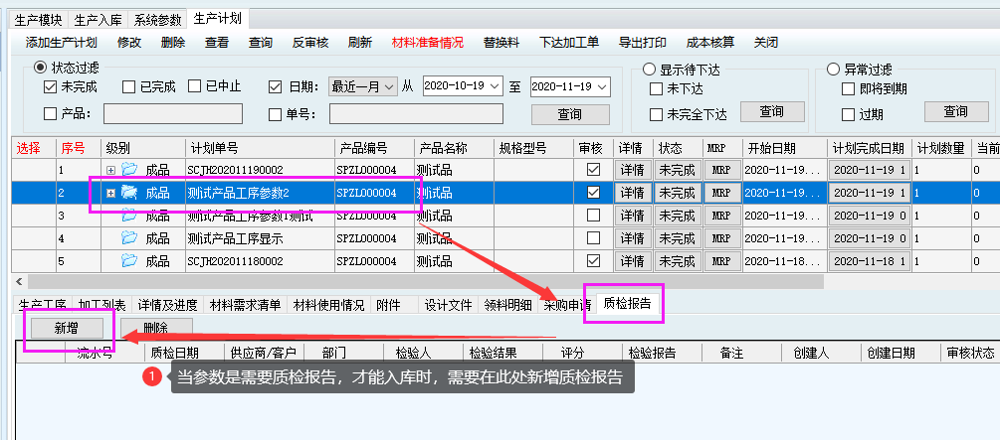 生产模块 生产入库 系统参数 生产计划
添加生产计划 修改 删除 查看 查询 反审核 刷新 材料准备情况 替换料 下达加工单 导出打印 成本核算 关闭
状态过滤 显示待下达 异常过滤
未完成 已完成 已中止 日期: 最近一月 从 2020-10-19 至 2020-11-19 未下达 即将到期
产品: 单号: 查询 未完全下达 查询 过期 查询
选择 序号 级别 计划单号 产品编号 产品名称 规格型号 审核 详情 状态 MRP 开始日期 计划完成日期 计划数量 当前
1 成品 SCJH202011190002 SPZL000004 测试品 详情 未完成 MRP 2020-11-19... 2020-11-19 1 1 0
2 成品 测试产品工序参数2 SPZL000004 测试品 详情 未完成 MRP 2020-11-19... 2020-11-19 1 1 0
3 成品 测试产品工序参数1测试 SPZL000004 测试品 详情 未完成 MRP 2020-11-19... 2020-11-19 0 1 0
4 成品 测试产品工序显示 SPZL000004 测试品 详情 未完成 MRP 2020-11-19... 2020-11-19 0 1 0
5 成品 SCJH202011180002 SPZL000004 测试品 详情 未完成 MRP 2020-11-18... 2020-11-18 1 1 0
生产工序 加工列表 详情及进度 材料需求清单 材料使用情况 附件 设计文件 领料明细 采购申请 质检报告
新增 删除
流水号 质检日期 供应商/客户 部门 检验人 检验结果 评分 检验报告 备注 创建人 创建日期 审核状态
1 当参数是需要质检报告，才能入库时，需要在此处新增质检报告